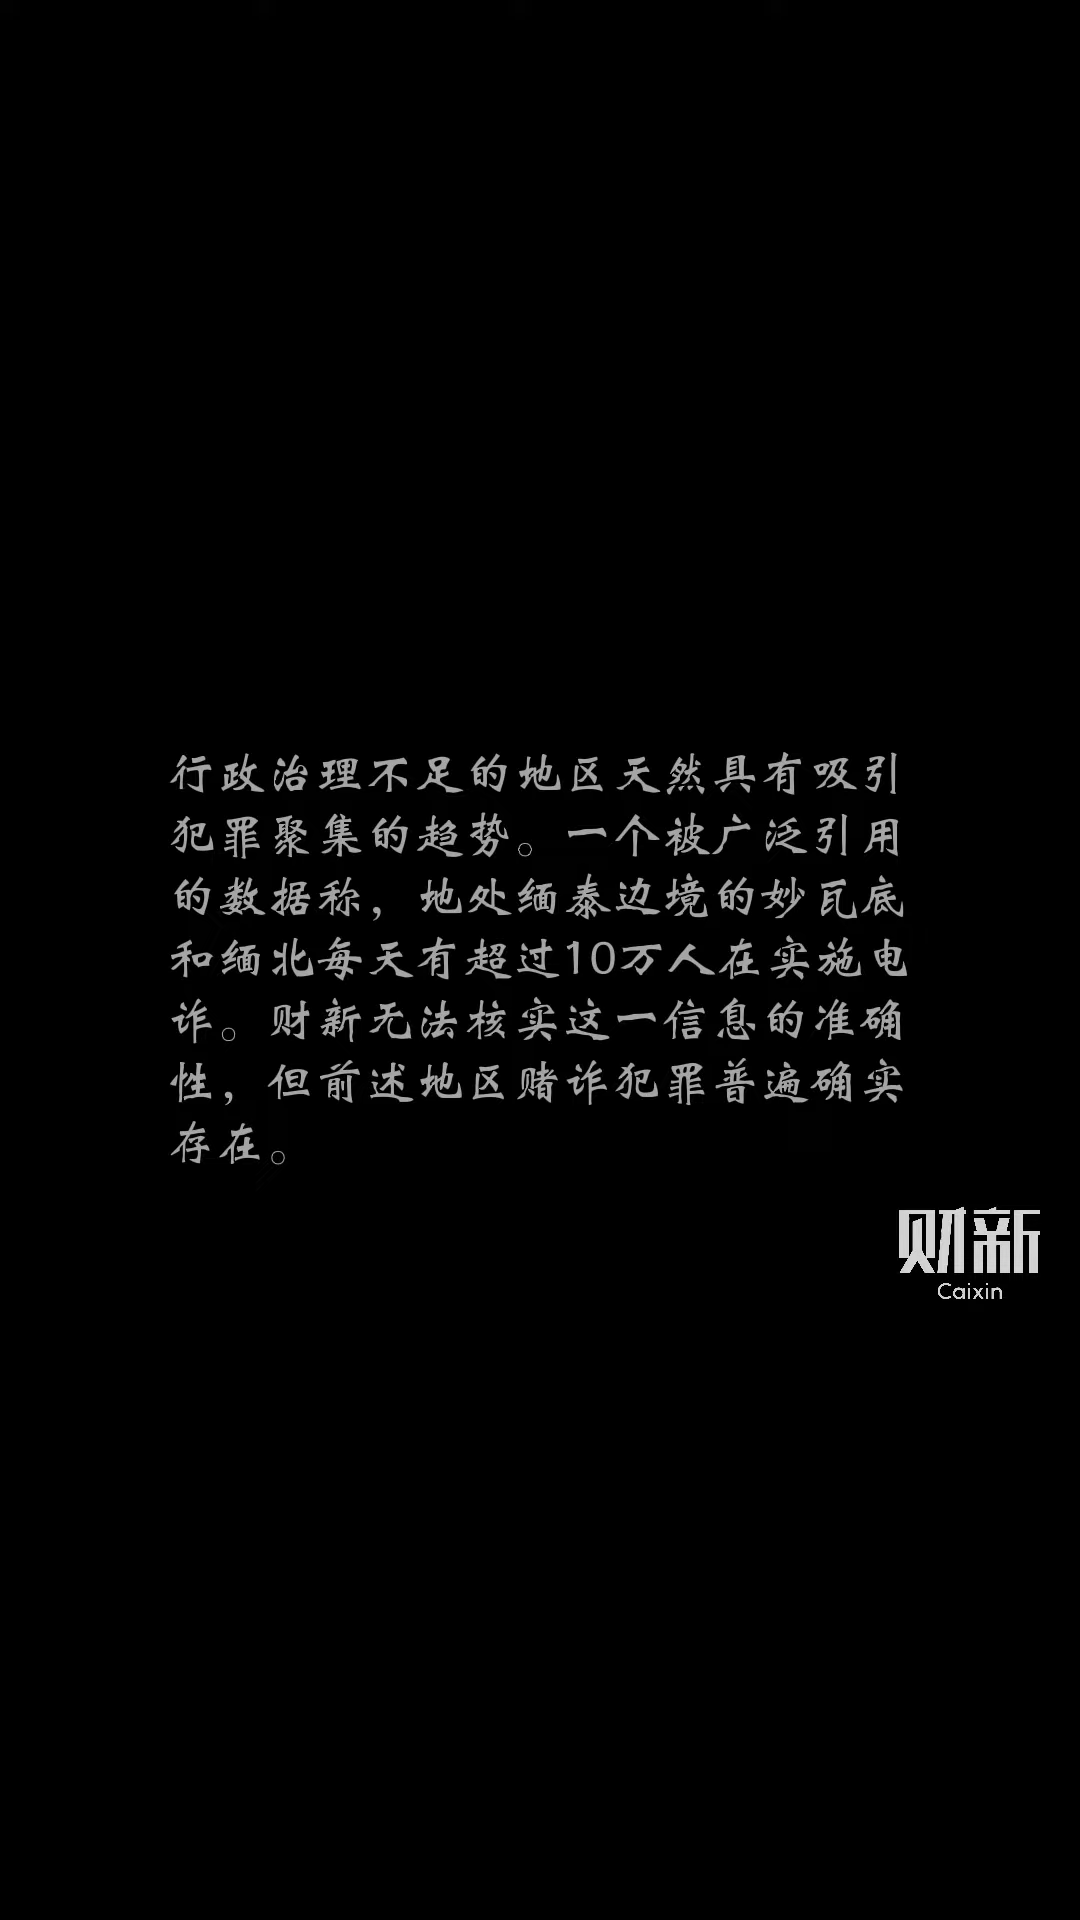 行政治理不足的地区天然具有吸引
犯罪聚集的趋势。一个被广泛引用
的数据称，地处缅泰边境的妙瓦底
和缅北每天有超过10万人在实施电
诈。财新无法核实这一信息的准确
性，但前述地区赌诈犯罪普遍确实
存在。
财新
Caixin